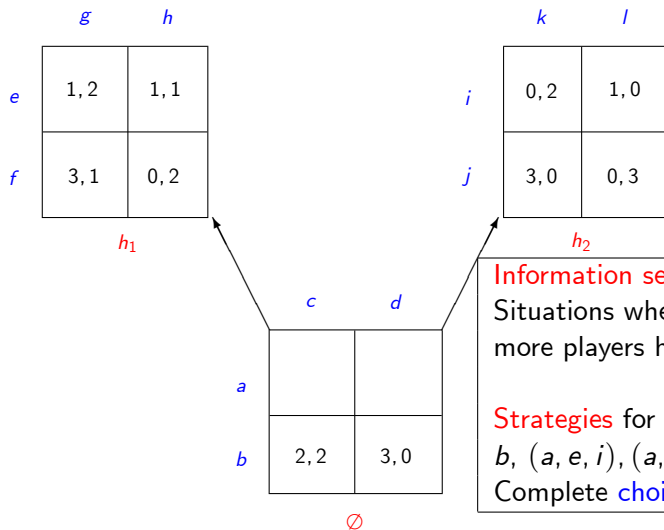 g h
k l
e 1, 2 1, 1
i 0, 2 1, 0
f 3, 1 0, 2
j 3, 0 0, 3
h₁
h₂
Information se
Situations whe
more players h
Strategies for
b, (a, e, i), (a,
Complete choi
c d
a
b 2, 2 3, 0
∅